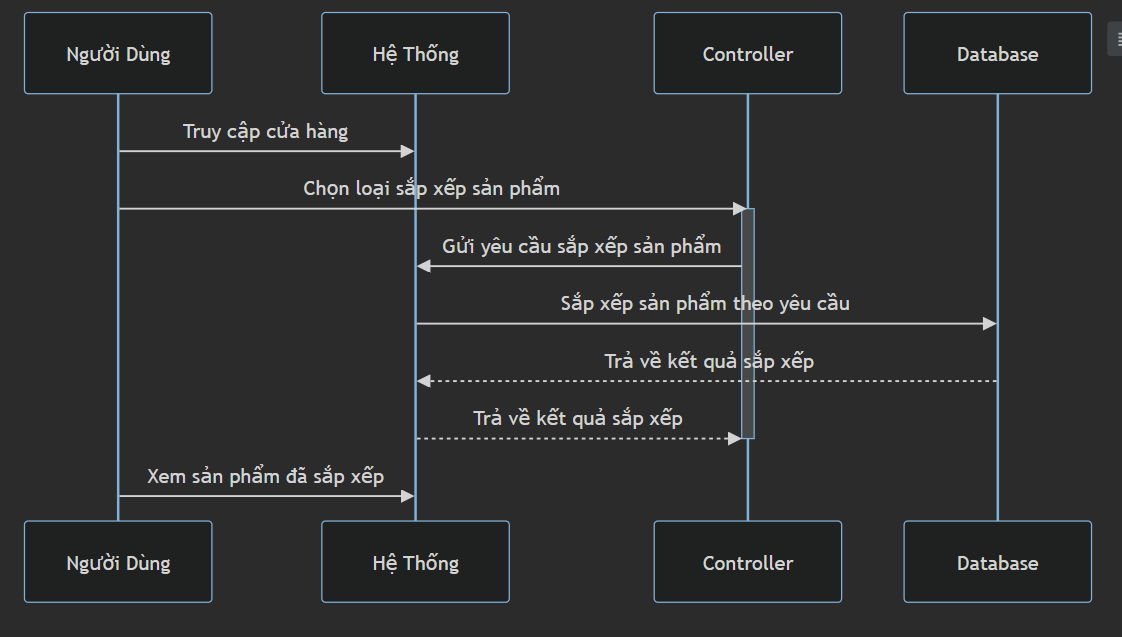 Người Dùng
Hệ Thống
Controller
Database
Truy cập cửa hàng
Chọn loại sắp xếp sản phẩm
Gửi yêu cầu sắp xếp sản phẩm
Sắp xếp sản phẩm theo yêu cầu
Trả về kết quả sắp xếp
Trả về kết quả sắp xếp
Xem sản phẩm đã sắp xếp
Người Dùng
Hệ Thống
Controller
Database